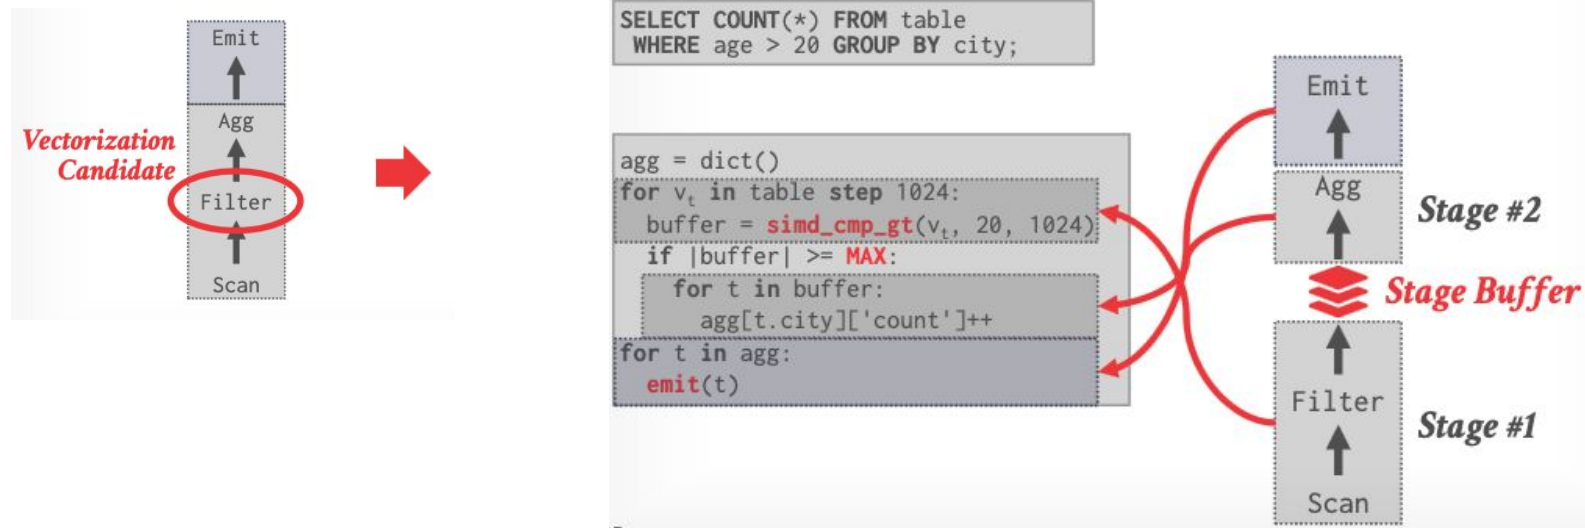 Emit
Agg
Vectorization
Candidate
Filter
Scan
SELECT COUNT(*) FROM table
WHERE age > 20 GROUP BY city;
agg = dict()
for vₜ in table step 1024:
buffer = simd_cmp_gt(vₜ, 20, 1024)
if |buffer| >= MAX:
for t in buffer:
agg[t.city]['count']++
for t in agg:
emit(t)
Emit
Agg
Stage #2
Stage Buffer
Filter
Stage #1
Scan